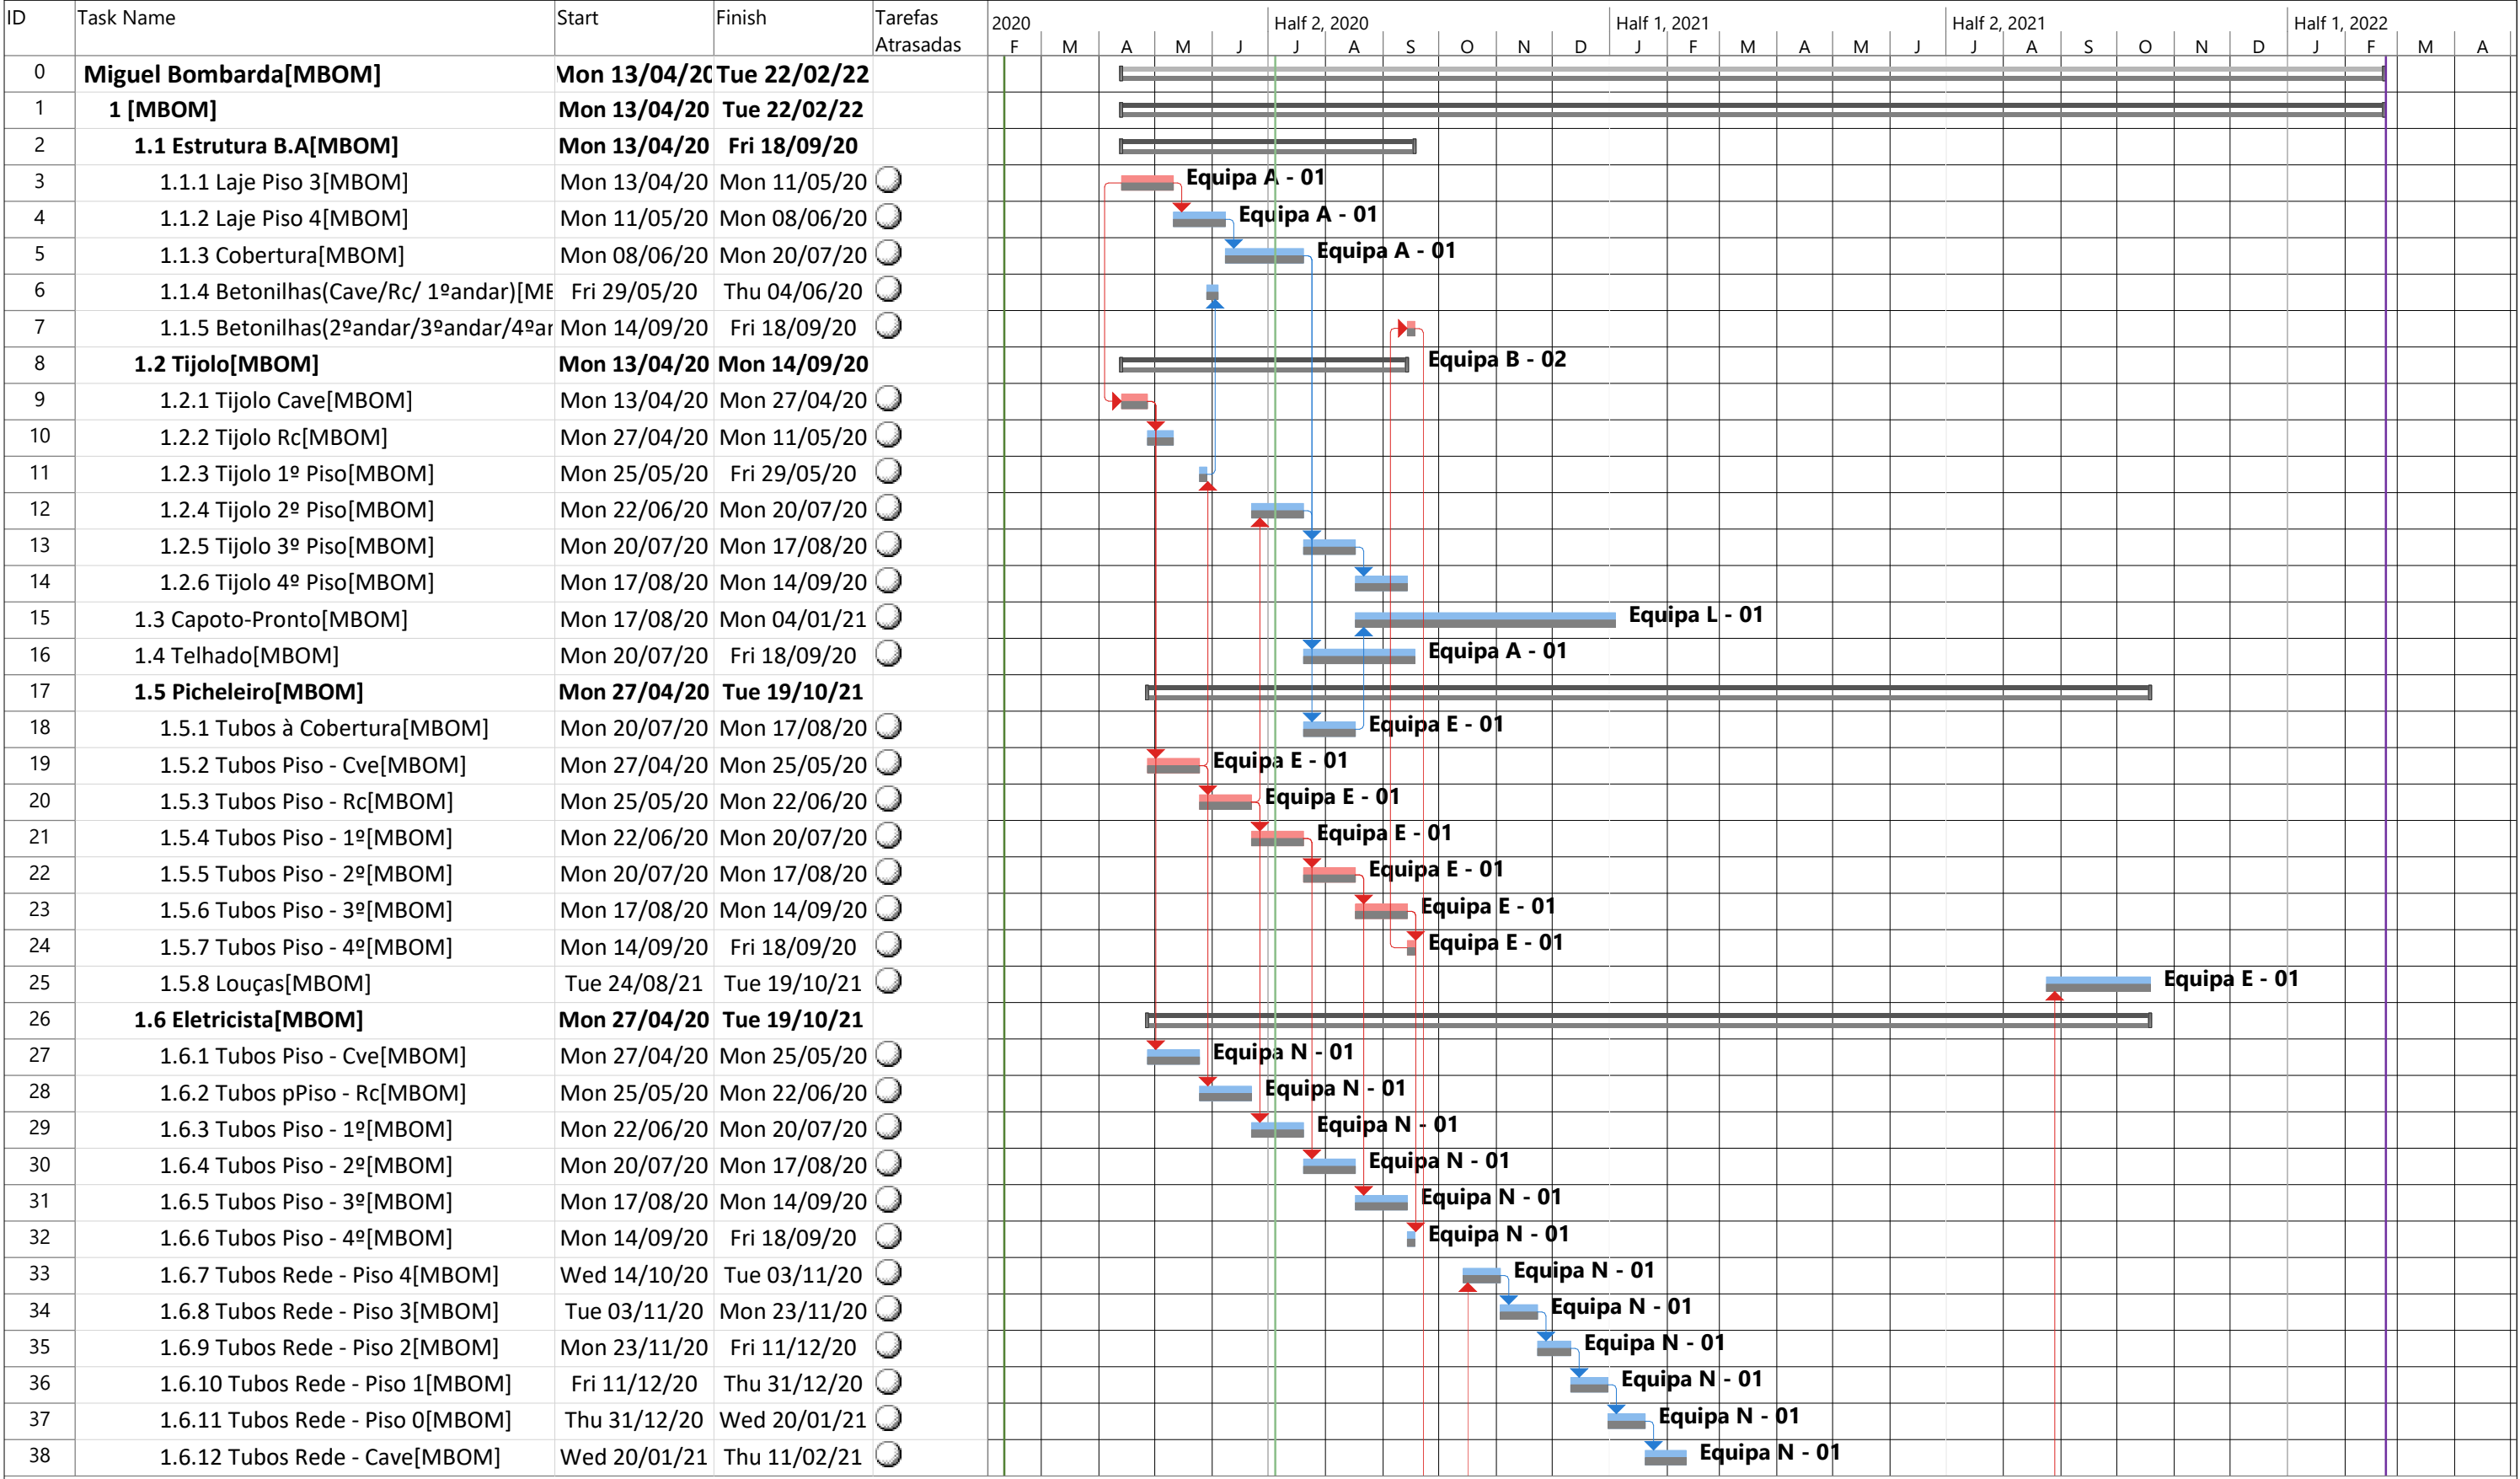 ID Task Name Start Finish Tarefas Atrasadas
2020 Half 2, 2020 Half 1, 2021 Half 2, 2021 Half 1, 2022
F M A M J J A S O N D J F M A M J J A S O N D J F M A
0 Miguel Bombarda[MBOM] Mon 13/04/20 Tue 22/02/22
1 1 [MBOM] Mon 13/04/20 Tue 22/02/22
2 1.1 Estrutura B.A[MBOM] Mon 13/04/20 Fri 18/09/20
3 1.1.1 Laje Piso 3[MBOM] Mon 13/04/20 Mon 11/05/20 Equipa A - 01
4 1.1.2 Laje Piso 4[MBOM] Mon 11/05/20 Mon 08/06/20 Equipa A - 01
5 1.1.3 Cobertura[MBOM] Mon 08/06/20 Mon 20/07/20 Equipa A - 01
6 1.1.4 Betonilhas(Cave/Rc/ 1ºandar)[ME Fri 29/05/20 Thu 04/06/20
7 1.1.5 Betonilhas(2ºandar/3ºandar/4ºar Mon 14/09/20 Fri 18/09/20
8 1.2 Tijolo[MBOM] Mon 13/04/20 Mon 14/09/20 Equipa B - 02
9 1.2.1 Tijolo Cave[MBOM] Mon 13/04/20 Mon 27/04/20
10 1.2.2 Tijolo Rc[MBOM] Mon 27/04/20 Mon 11/05/20
11 1.2.3 Tijolo 1º Piso[MBOM] Mon 25/05/20 Fri 29/05/20
12 1.2.4 Tijolo 2º Piso[MBOM] Mon 22/06/20 Mon 20/07/20
13 1.2.5 Tijolo 3º Piso[MBOM] Mon 20/07/20 Mon 17/08/20
14 1.2.6 Tijolo 4º Piso[MBOM] Mon 17/08/20 Mon 14/09/20
15 1.3 Capoto-Pronto[MBOM] Mon 17/08/20 Mon 04/01/21 Equipa L - 01
16 1.4 Telhado[MBOM] Mon 20/07/20 Fri 18/09/20 Equipa A - 01
17 1.5 Picheleiro[MBOM] Mon 27/04/20 Tue 19/10/21
18 1.5.1 Tubos à Cobertura[MBOM] Mon 20/07/20 Mon 17/08/20 Equipa E - 01
19 1.5.2 Tubos Piso - Cve[MBOM] Mon 27/04/20 Mon 25/05/20 Equipa E - 01
20 1.5.3 Tubos Piso - Rc[MBOM] Mon 25/05/20 Mon 22/06/20 Equipa E - 01
21 1.5.4 Tubos Piso - 1º[MBOM] Mon 22/06/20 Mon 20/07/20 Equipa E - 01
22 1.5.5 Tubos Piso - 2º[MBOM] Mon 20/07/20 Mon 17/08/20 Equipa E - 01
23 1.5.6 Tubos Piso - 3º[MBOM] Mon 17/08/20 Mon 14/09/20 Equipa E - 01
24 1.5.7 Tubos Piso - 4º[MBOM] Mon 14/09/20 Fri 18/09/20 Equipa E - 01
25 1.5.8 Louças[MBOM] Tue 24/08/21 Tue 19/10/21 Equipa E - 01
26 1.6 Eletricista[MBOM] Mon 27/04/20 Tue 19/10/21
27 1.6.1 Tubos Piso - Cve[MBOM] Mon 27/04/20 Mon 25/05/20 Equipa N - 01
28 1.6.2 Tubos pPiso - Rc[MBOM] Mon 25/05/20 Mon 22/06/20 Equipa N - 01
29 1.6.3 Tubos Piso - 1º[MBOM] Mon 22/06/20 Mon 20/07/20 Equipa N - 01
30 1.6.4 Tubos Piso - 2º[MBOM] Mon 20/07/20 Mon 17/08/20 Equipa N - 01
31 1.6.5 Tubos Piso - 3º[MBOM] Mon 17/08/20 Mon 14/09/20 Equipa N - 01
32 1.6.6 Tubos Piso - 4º[MBOM] Mon 14/09/20 Fri 18/09/20 Equipa N - 01
33 1.6.7 Tubos Rede - Piso 4[MBOM] Wed 14/10/20 Tue 03/11/20 Equipa N - 01
34 1.6.8 Tubos Rede - Piso 3[MBOM] Tue 03/11/20 Mon 23/11/20 Equipa N - 01
35 1.6.9 Tubos Rede - Piso 2[MBOM] Mon 23/11/20 Fri 11/12/20 Equipa N - 01
36 1.6.10 Tubos Rede - Piso 1[MBOM] Fri 11/12/20 Thu 31/12/20 Equipa N - 01
37 1.6.11 Tubos Rede - Piso 0[MBOM] Thu 31/12/20 Wed 20/01/21 Equipa N - 01
38 1.6.12 Tubos Rede - Cave[MBOM] Wed 20/01/21 Thu 11/02/21 Equipa N - 01